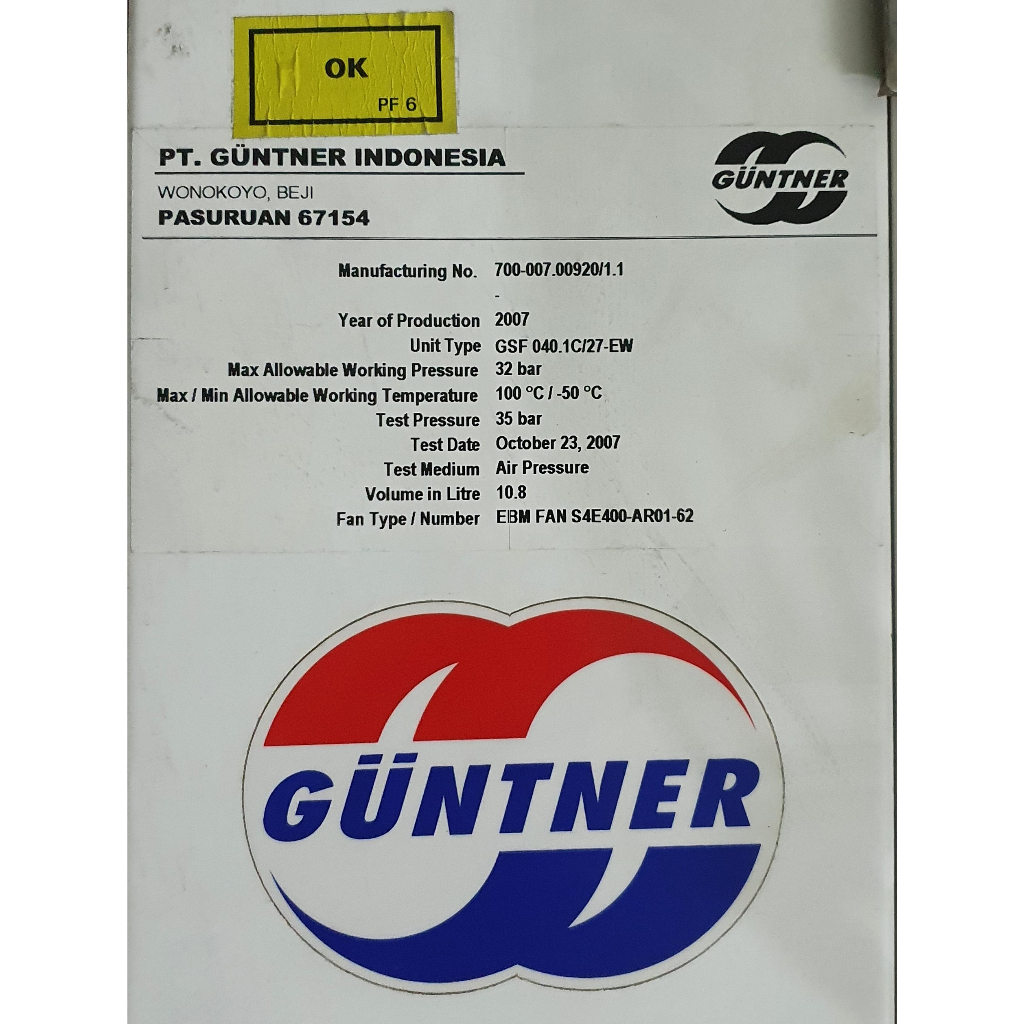 OK
PF 6
PT. GÜNTNER INDONESIA
WONOKOYO, BEJI
PASURUAN 67154
GÜNTNER
Manufacturing No. 700-007.00920/1.1
-
Year of Production 2007
Unit Type GSF 040.1C/27-EW
Max Allowable Working Pressure 32 bar
Max / Min Allowable Working Temperature 100 °C / -50 °C
Test Pressure 35 bar
Test Date October 23, 2007
Test Medium Air Pressure
Volume in Litre 10.8
Fan Type / Number EBM FAN S4E400-AR01-62
GÜNTNER